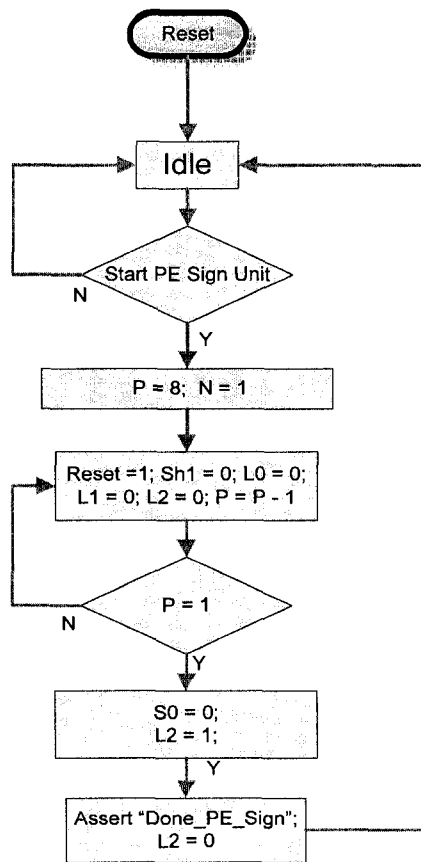 Reset
Idle
Start PE Sign Unit
N
Y
P = 8; N = 1
Reset =1; Sh1 = 0; L0 = 0;
L1 = 0; L2 = 0; P = P - 1
P = 1
N
Y
S0 = 0;
L2 = 1;
Y
Assert "Done_PE_Sign";
L2 = 0